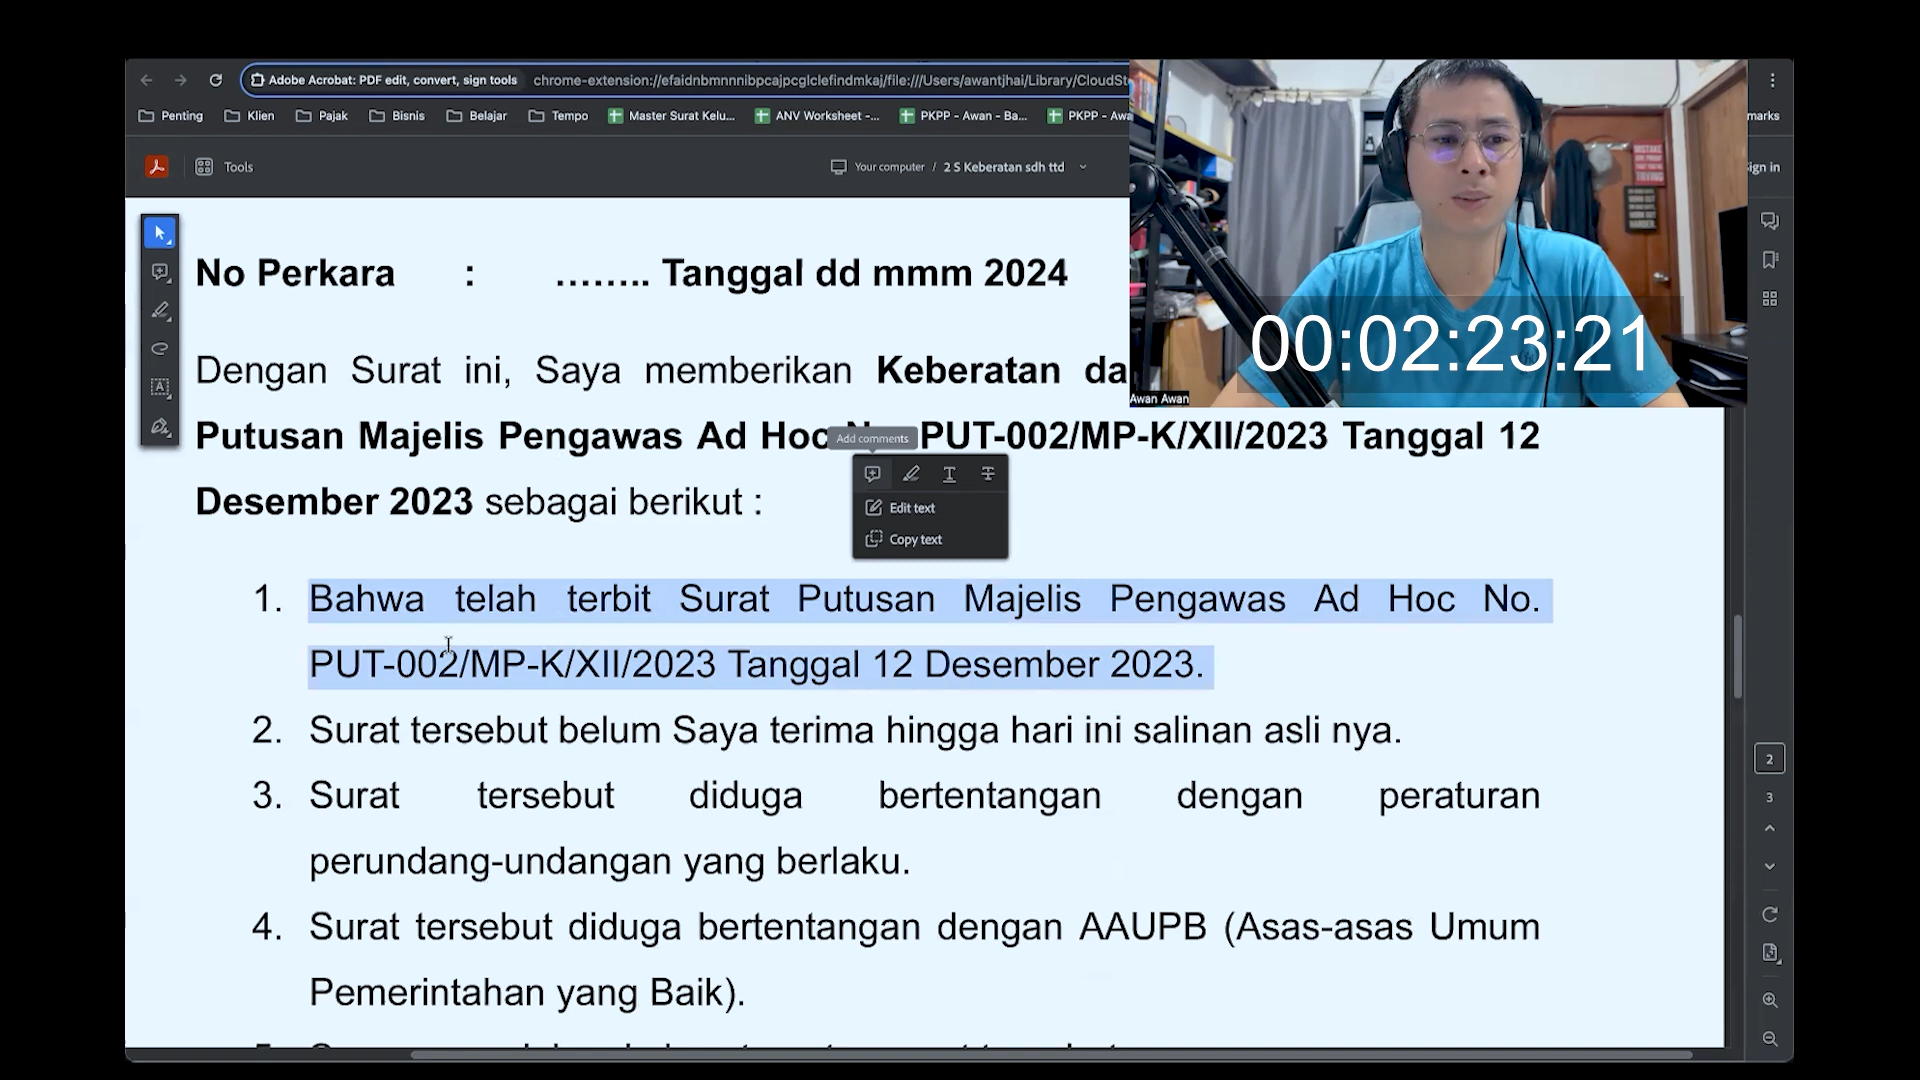 Adobe Acrobat: PDF edit, convert, sign tools chrome-extension://efaidnbmnnnibpcajpcglclefindmkaj/file:///Users/awantjhai/Library/CloudSt
Penting Klien Pajak Bisnis Belajar Tempo Master Surat Kelu... ANV Worksheet -... PKPP - Awan - Ba... PKPP - Awa marks
Tools Your computer / 2 S Keberatan sdh ttd ign in
MISTAKE
TRYING
No Perkara : …….. Tanggal dd mmm 2024
00:02:23:21
Awan Awan
Dengan Surat ini, Saya memberikan Keberatan da
Putusan Majelis Pengawas Ad Hoc PUT-002/MP-K/XII/2023 Tanggal 12
Add comments
Desember 2023 sebagai berikut :
Edit text
Copy text
1. Bahwa telah terbit Surat Putusan Majelis Pengawas Ad Hoc No.
PUT-002/MP-K/XII/2023 Tanggal 12 Desember 2023.
2. Surat tersebut belum Saya terima hingga hari ini salinan asli nya.
3. Surat tersebut diduga bertentangan dengan peraturan
perundang-undangan yang berlaku.
4. Surat tersebut diduga bertentangan dengan AAUPB (Asas-asas Umum
Pemerintahan yang Baik).
2
3